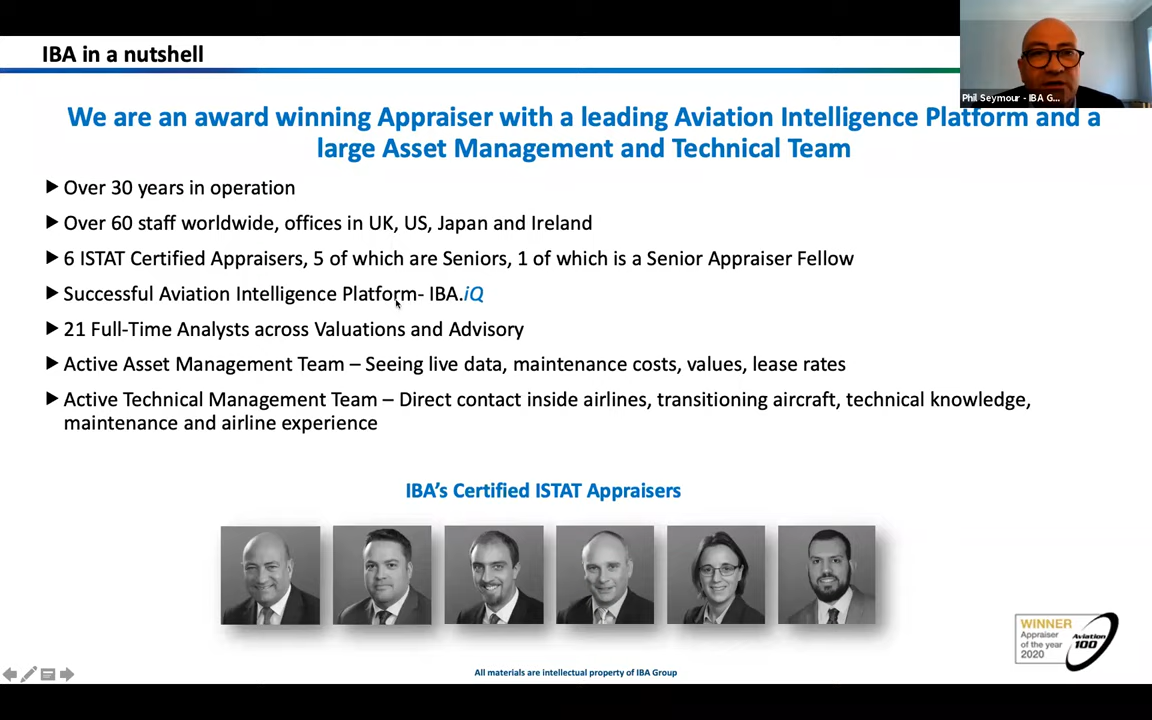 IBA in a nutshell
Phil Seymour - IBA G...
We are an award winning Appraiser with a leading Aviation Intelligence Platform and a
large Asset Management and Technical Team
Over 30 years in operation
Over 60 staff worldwide, offices in UK, US, Japan and Ireland
6 ISTAT Certified Appraisers, 5 of which are Seniors, 1 of which is a Senior Appraiser Fellow
Successful Aviation Intelligence Platform- IBA.iQ
21 Full-Time Analysts across Valuations and Advisory
Active Asset Management Team – Seeing live data, maintenance costs, values, lease rates
Active Technical Management Team – Direct contact inside airlines, transitioning aircraft, technical knowledge,
maintenance and airline experience
IBA's Certified ISTAT Appraisers
WINNER
Appraiser
of the year
2020
Aviation
100
All materials are intellectual property of IBA Group